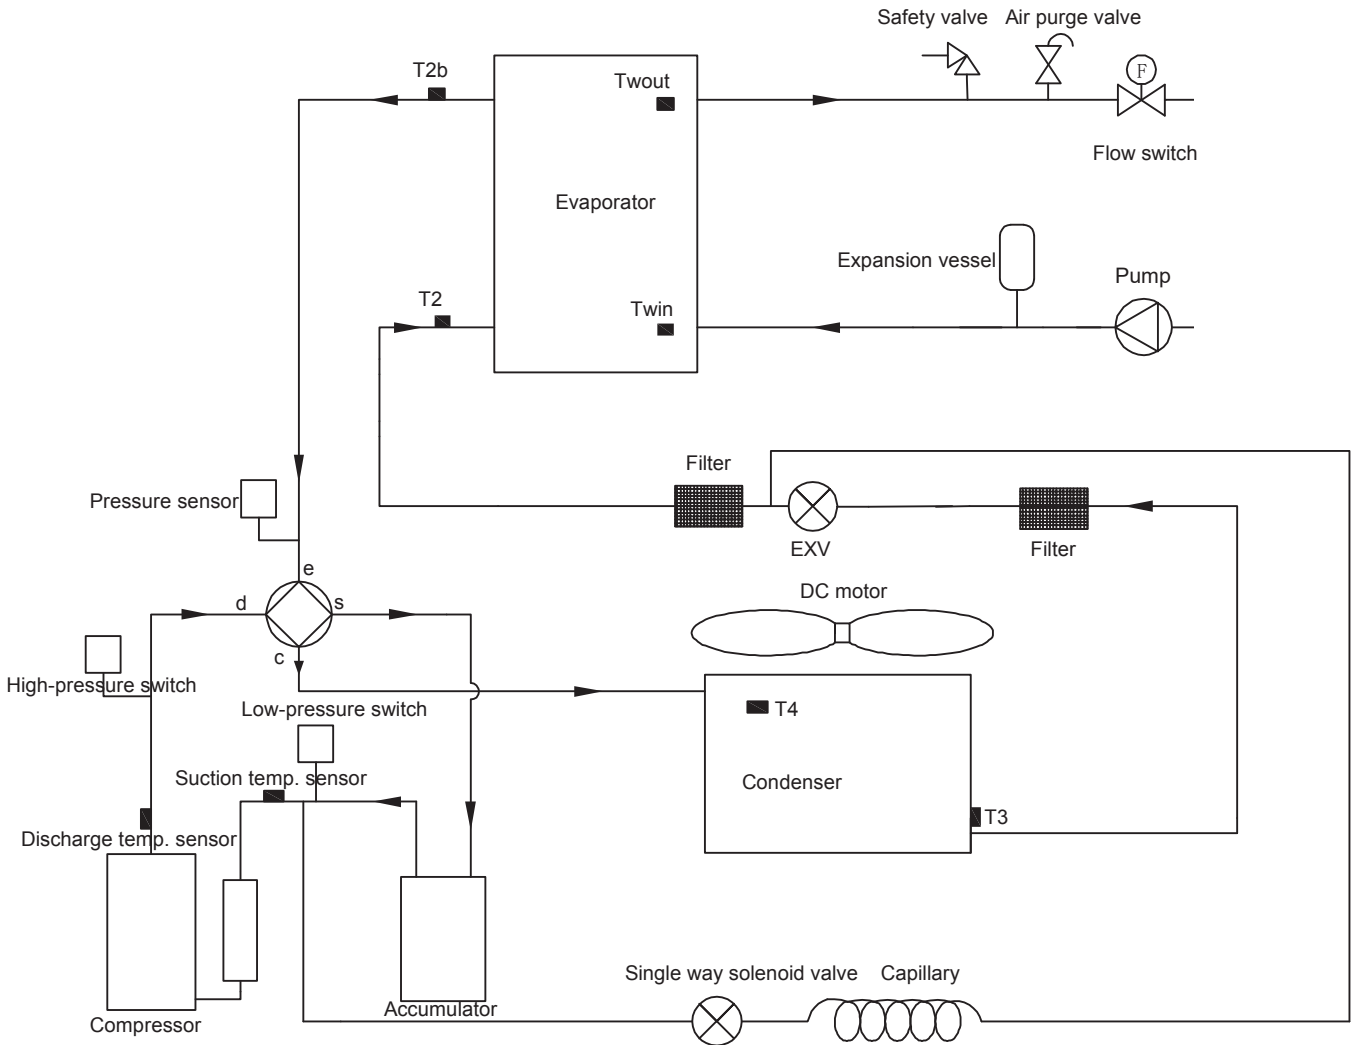 Safety valve
Air purge valve
T2b
Twout
F
Flow switch
Evaporator
Expansion vessel
Pump
T2
Twin
Filter
Pressure sensor
EXV
Filter
e
d
s
c
DC motor
High-pressure switch
Low-pressure switch
T4
Suction temp. sensor
Condenser
T3
Discharge temp. sensor
Single way solenoid valve
Capillary
Accumulator
Compressor